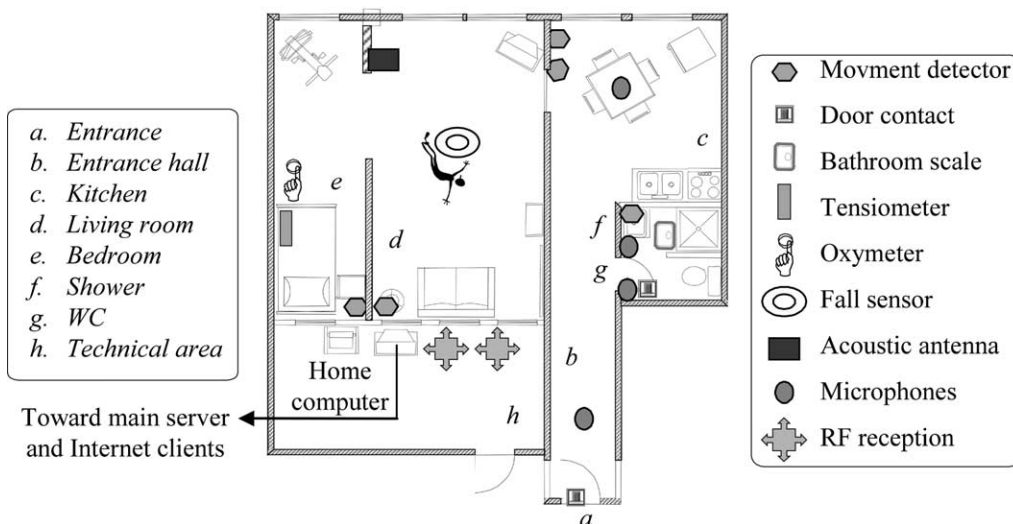 a. Entrance
b. Entrance hall
c. Kitchen
d. Living room
e. Bedroom
f. Shower
g. WC
h. Technical area
Toward main server
and Internet clients
c
e
f
d
g
b
Home
computer
h
a
Movment detector
Door contact
Bathroom scale
Tensiometer
Oxymeter
Fall sensor
Acoustic antenna
Microphones
RF reception